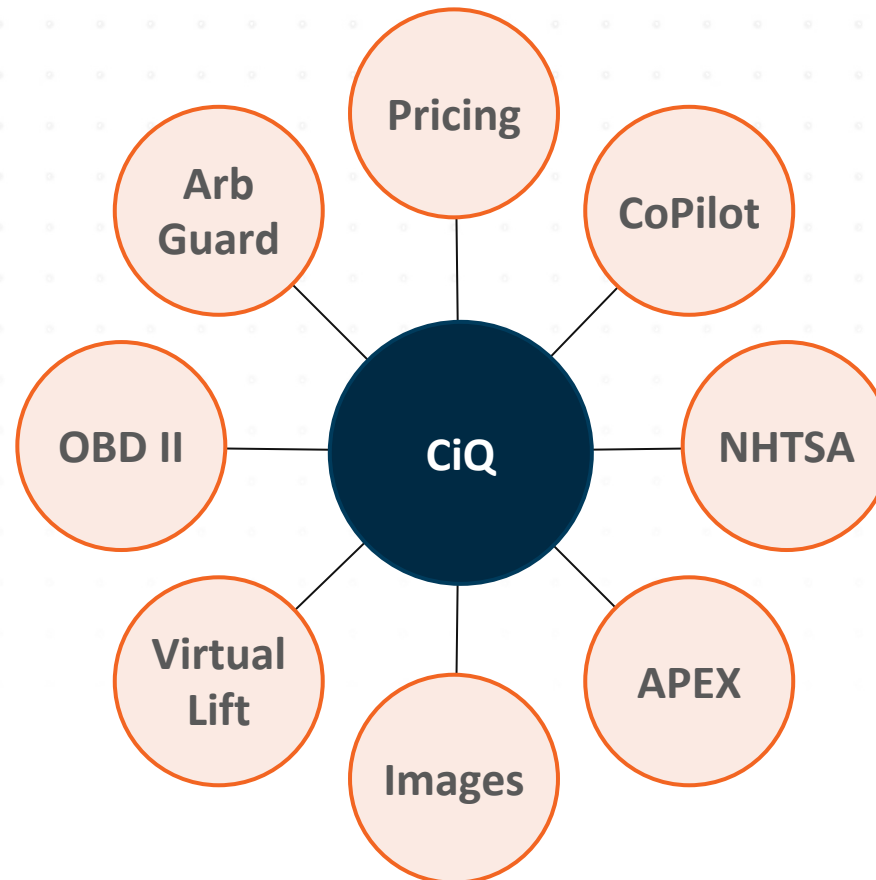 Pricing
Arb
Guard
CoPilot
OBD II
CiQ
NHTSA
Virtual
Lift
APEX
Images